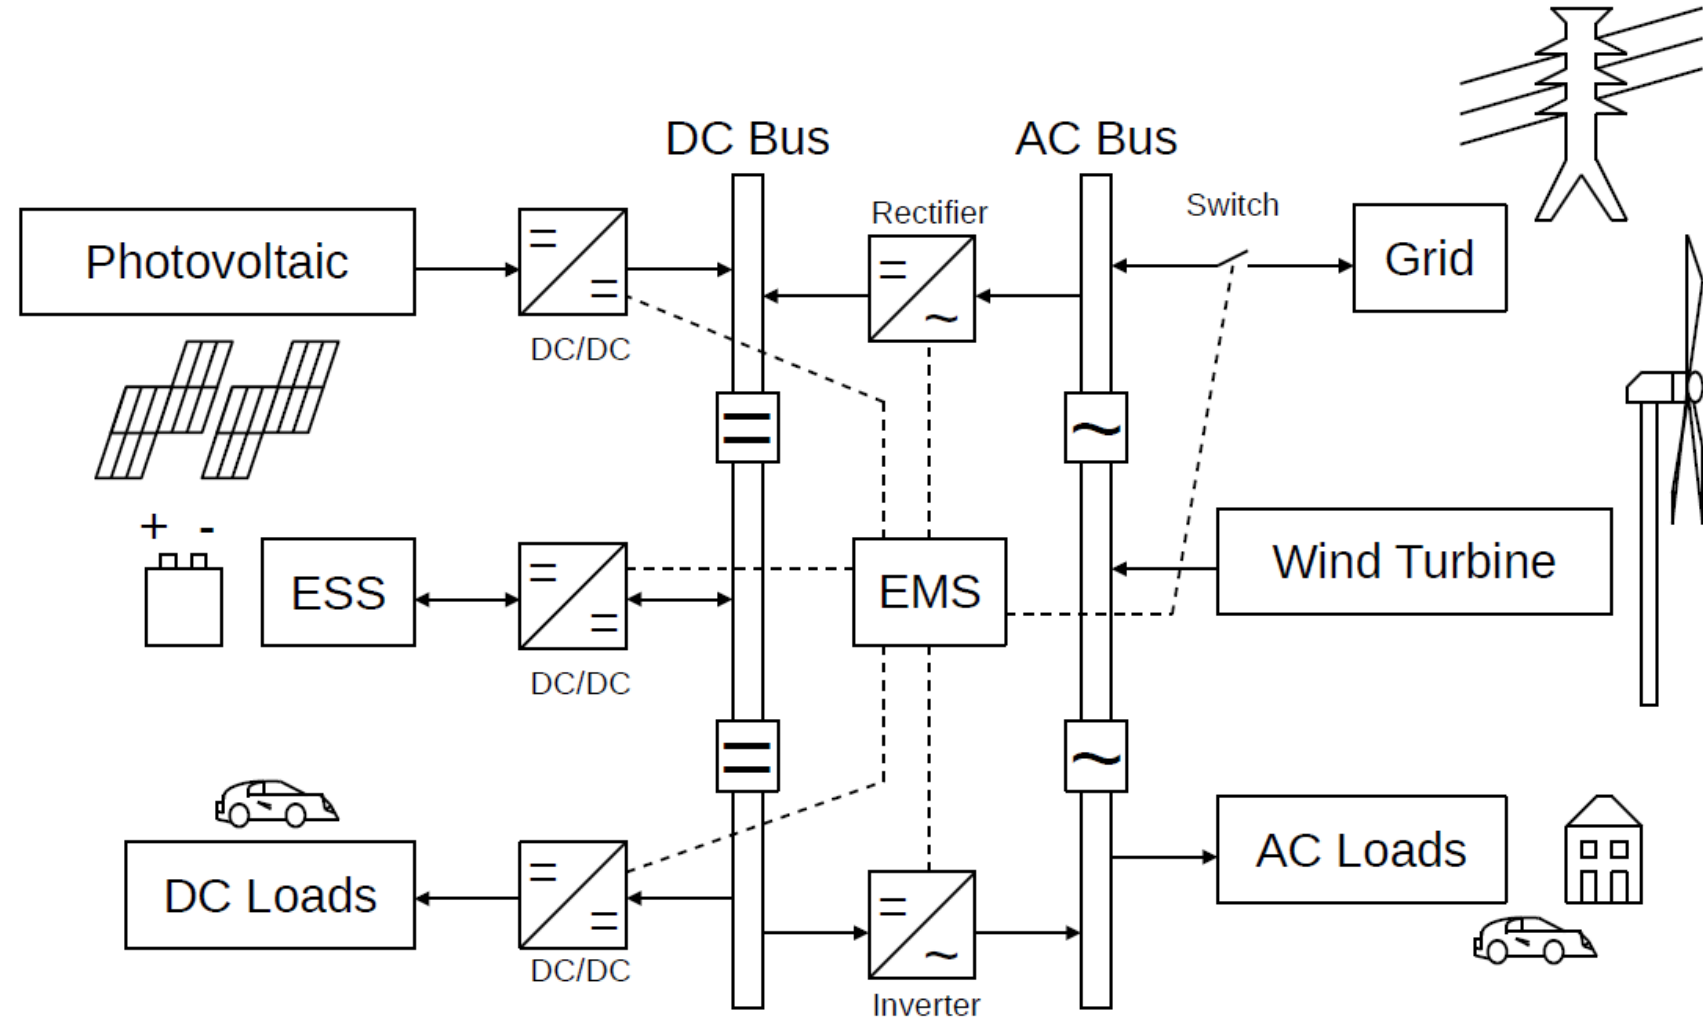 DC Bus
AC Bus
Switch
Rectifier
Photovoltaic
=
=
DC/DC
=
~
Grid
=
~
+ -
ESS
=
=
DC/DC
EMS
Wind Turbine
=
~
DC Loads
=
=
DC/DC
=
~
Inverter
AC Loads